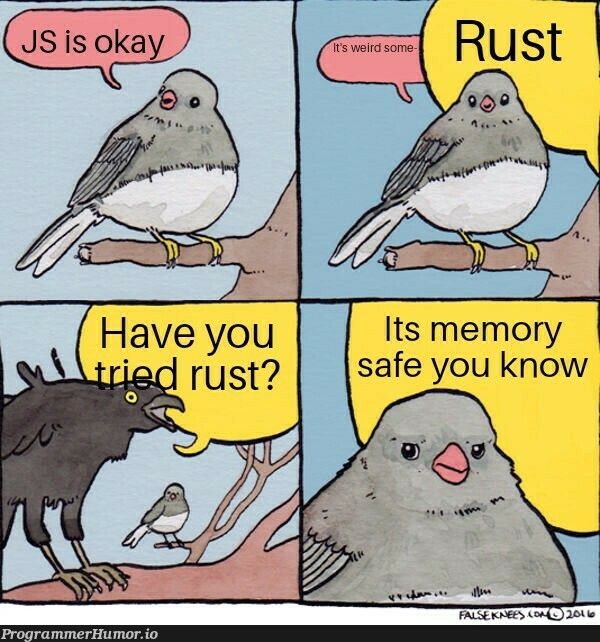 JS is okay
It's weird some-
Rust
Have you
tried rust?
Its memory
safe you know
FALSEKNEES.COM © 2016
ProgrammerHumor.io